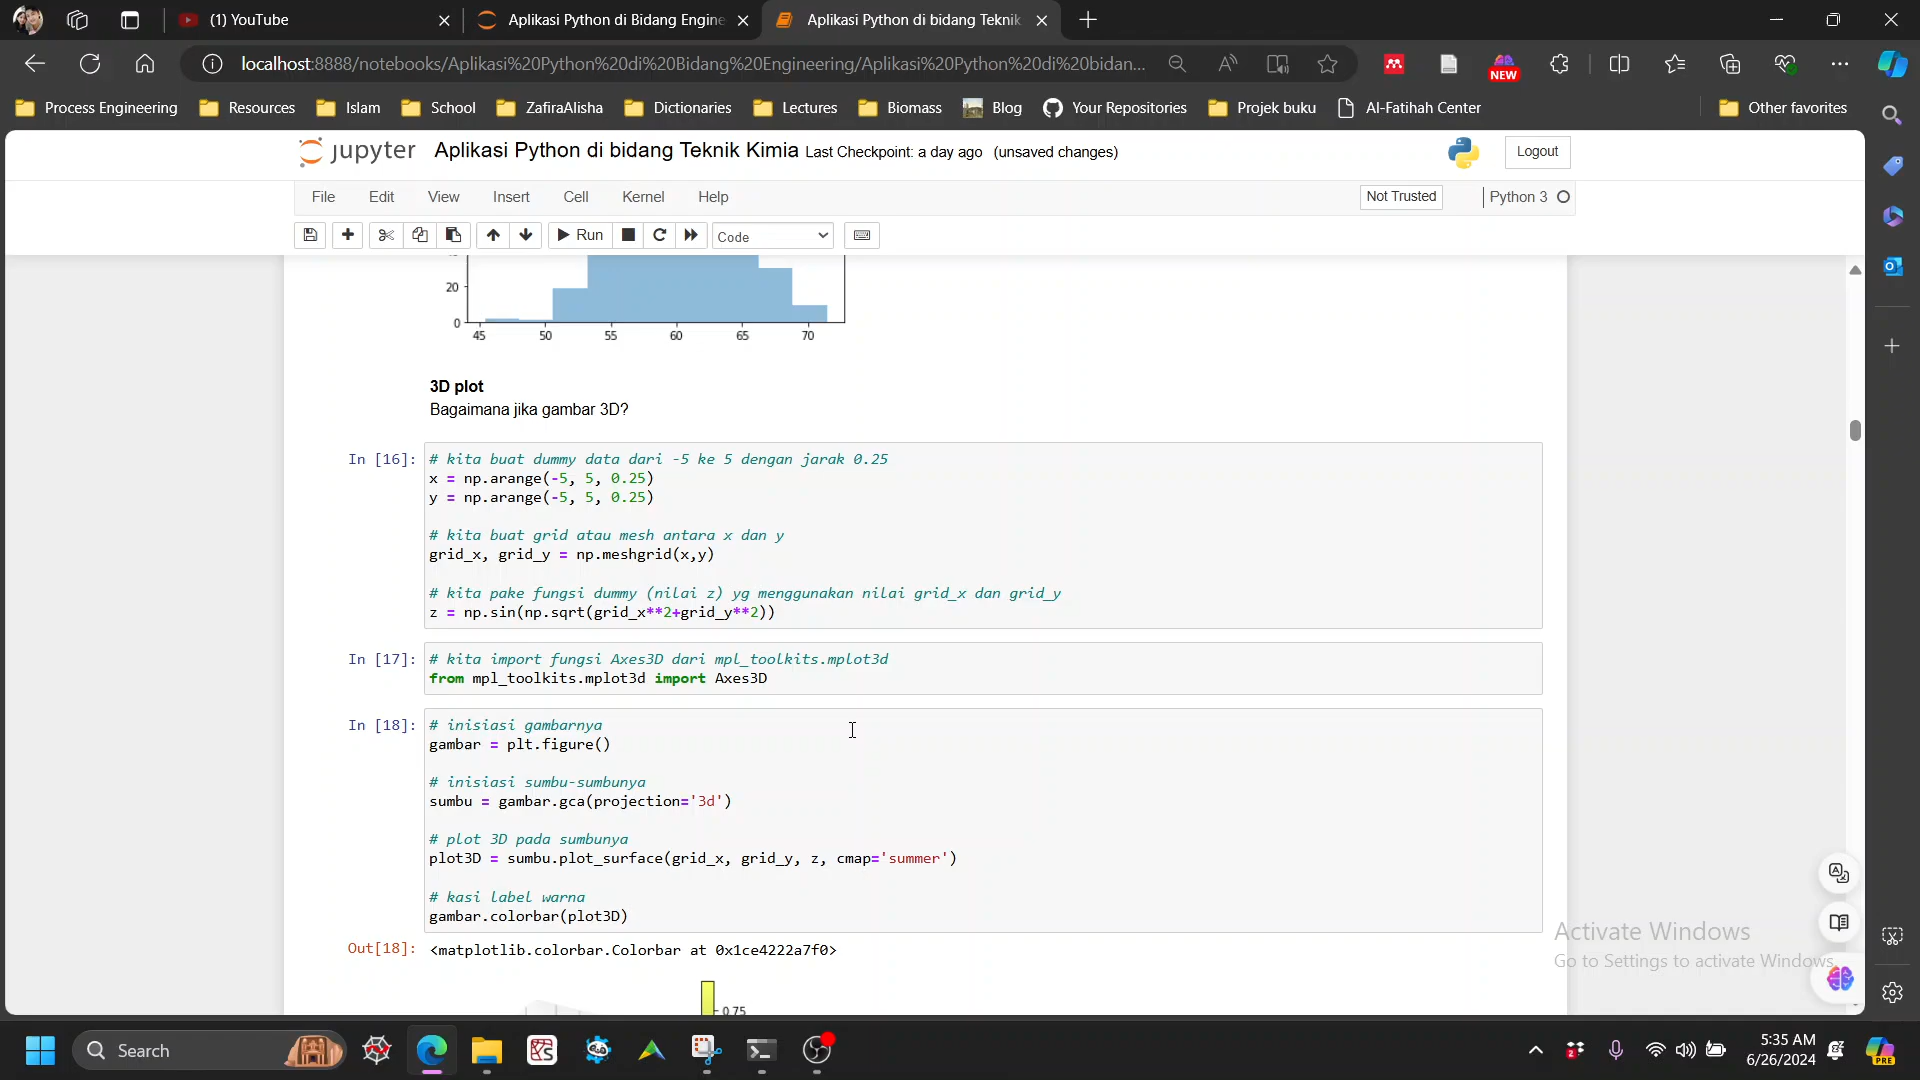 (1) YouTube
Aplikasi Python di Bidang Engine
Aplikasi Python di bidang Teknik
localhost:8888/notebooks/Aplikasi%20Python%20di%20Bidang%20Engineering/Aplikasi%20Python%20di%20bidan...
NEW
Process Engineering
Resources
Islam
School
ZafiraAlisha
Dictionaries
Lectures
Biomass
Blog
Your Repositories
Projek buku
Al-Fatihah Center
Other favorites
jupyter Aplikasi Python di bidang Teknik Kimia Last Checkpoint: a day ago (unsaved changes)
Logout
File Edit View Insert Cell Kernel Help
Not Trusted
Python 3
Run
Code
20
0
45 50 55 60 65 70
3D plot
Bagaimana jika gambar 3D?
In [16]:
# kita buat dummy data dari -5 ke 5 dengan jarak 0.25
x = np.arange(-5, 5, 0.25)
y = np.arange(-5, 5, 0.25)
# kita buat grid atau mesh antara x dan y
grid_x, grid_y = np.meshgrid(x,y)
# kita pake fungsi dummy (nilai z) yg menggunakan nilai grid_x dan grid_y
z = np.sin(np.sqrt(grid_x**2+grid_y**2))
In [17]:
# kita import fungsi Axes3D dari mpl_toolkits.mplot3d
from mpl_toolkits.mplot3d import Axes3D
In [18]:
# inisiasi gambarnya
gambar = plt.figure()
# inisiasi sumbu-sumbunya
sumbu = gambar.gca(projection='3d')
# plot 3D pada sumbunya
plot3D = sumbu.plot_surface(grid_x, grid_y, z, cmap='summer')
# kasi label warna
gambar.colorbar(plot3D)
Out[18]:
<matplotlib.colorbar.Colorbar at 0x1ce4222a7f0>
0.75
Activate Windows
Go to Settings to activate Windows.
Search
5:35 AM
6/26/2024
PRE